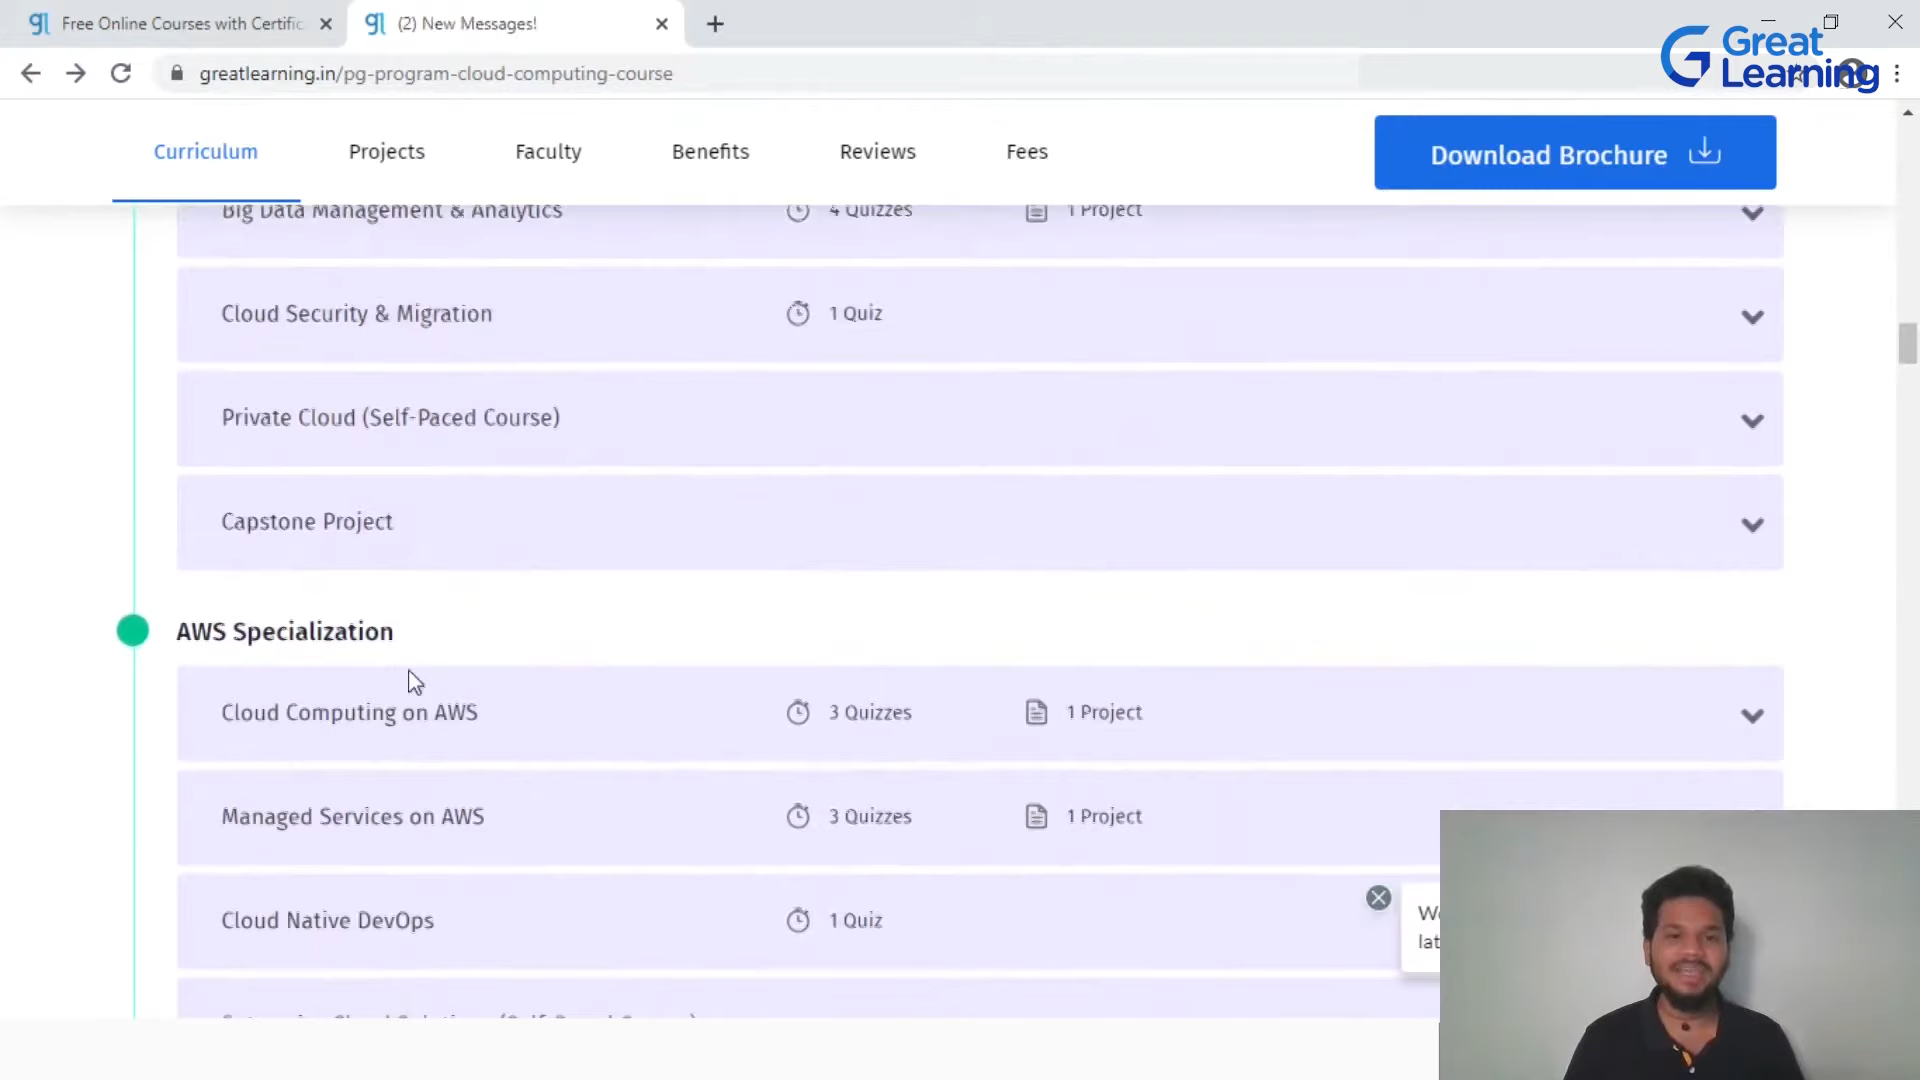 gl Free Online Courses with Certific
gl (2) New Messages!
greatlearning.in/pg-program-cloud-computing-course
Great
Learning
Curriculum Projects Faculty Benefits Reviews Fees Download Brochure
Big Data Management & Analytics 4 Quizzes 1 Project
Cloud Security & Migration 1 Quiz
Private Cloud (Self-Paced Course)
Capstone Project
AWS Specialization
Cloud Computing on AWS 3 Quizzes 1 Project
Managed Services on AWS 3 Quizzes 1 Project
Cloud Native DevOps 1 Quiz